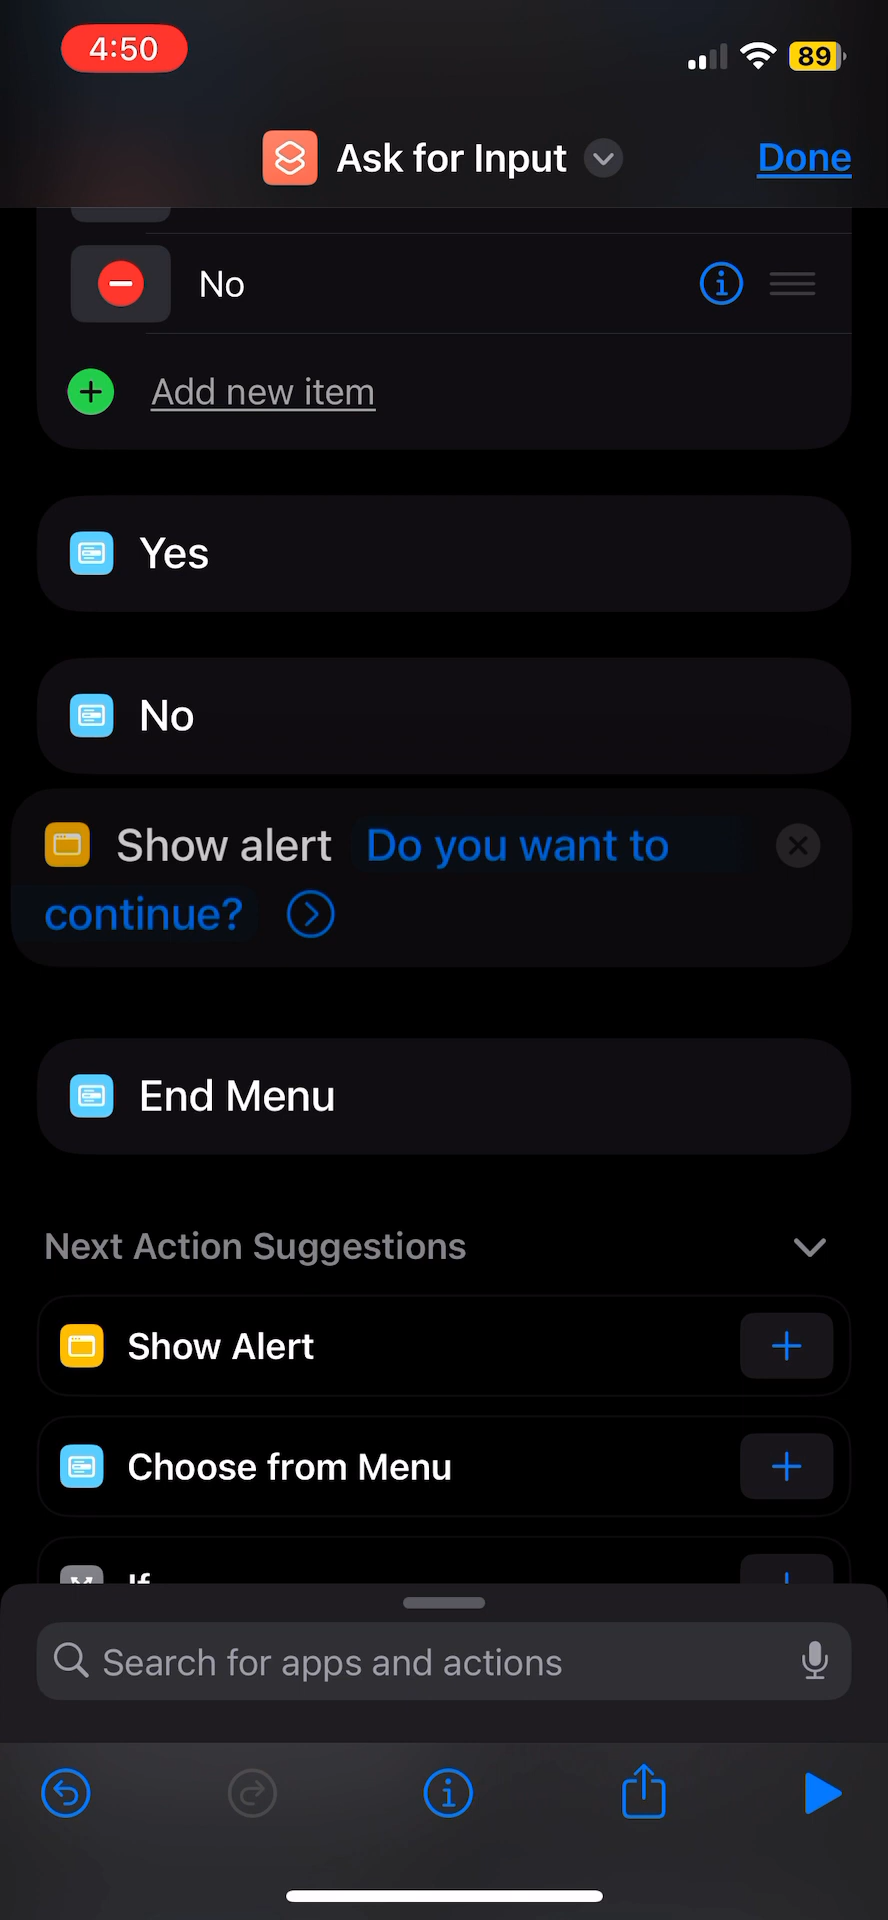 4:50
89
Ask for Input
Done
No
Add new item
Yes
No
Show alert Do you want to
continue?
End Menu
Next Action Suggestions
Show Alert
Choose from Menu
If
Search for apps and actions